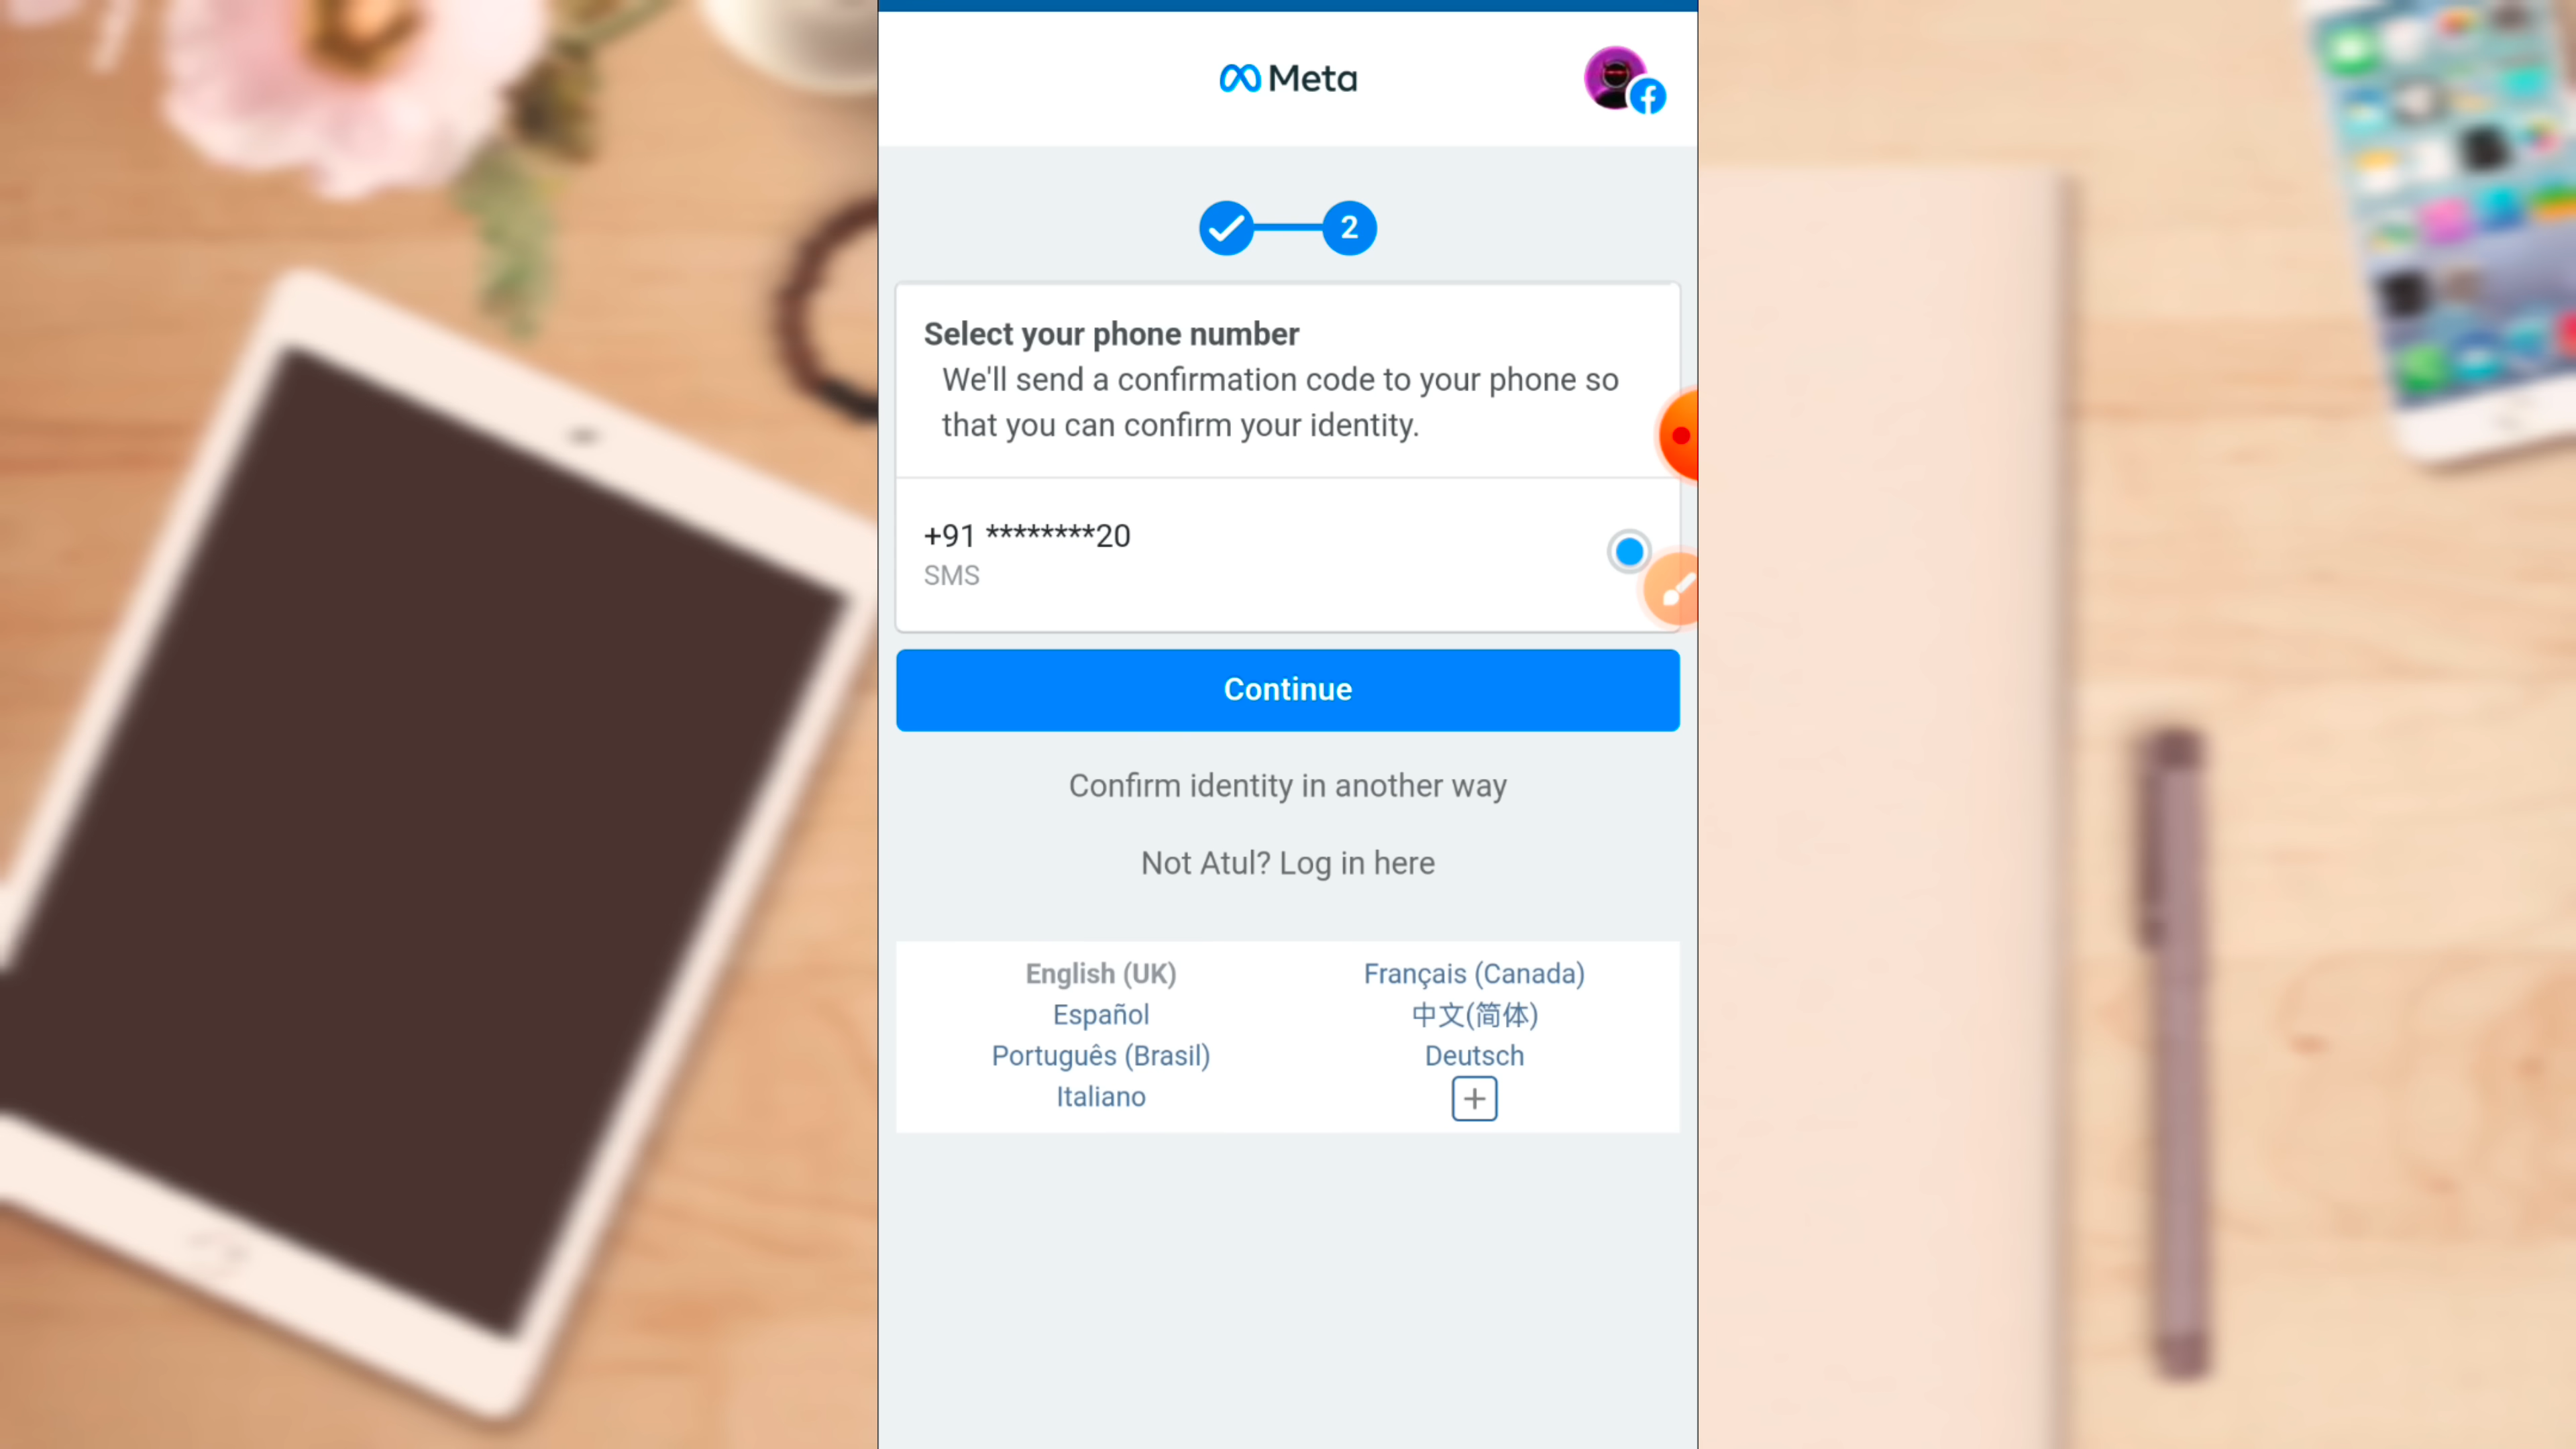 Meta
2
Select your phone number
We'll send a confirmation code to your phone so
that you can confirm your identity.
+91 ********20
SMS
Continue
Confirm identity in another way
Not Atul? Log in here
English (UK)
Français (Canada)
Español
中文(简体)
Português (Brasil)
Deutsch
Italiano